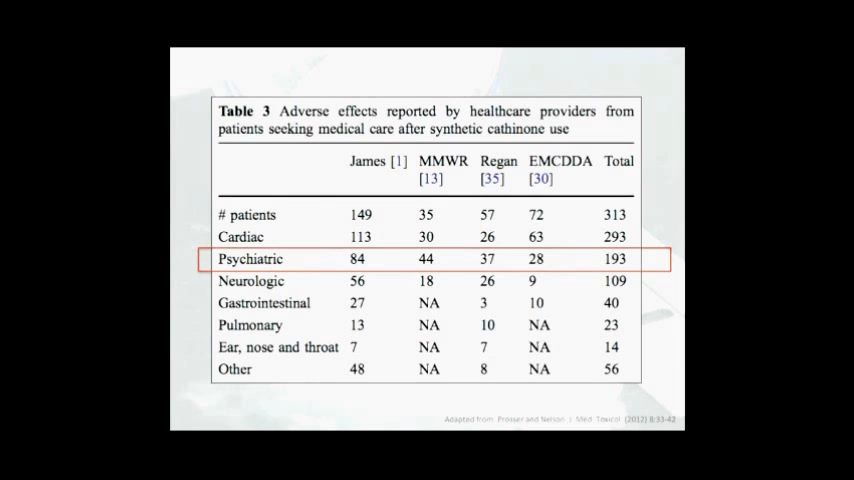 Table 3 Adverse effects reported by healthcare providers from
patients seeking medical care after synthetic cathinone use
James [1] MMWR Regan EMCDDA Total
[13] [35] [30]
# patients 149 35 57 72 313
Cardiac 113 30 26 63 293
Psychiatric 84 44 37 28 193
Neurologic 56 18 26 9 109
Gastrointestinal 27 NA 3 10 40
Pulmonary 13 NA 10 NA 23
Ear, nose and throat 7 NA 7 NA 14
Other 48 NA 8 NA 56
Adapted from: Prosser and Nelson J Med. Toxicol (2012) 8:33-42